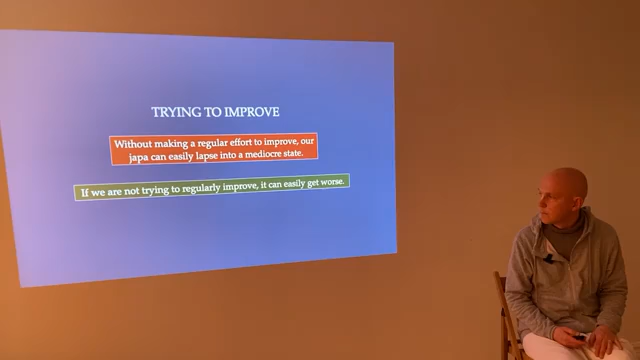 TRYING TO IMPROVE
Without making a regular effort to improve, our
japa can easily lapse into a mediocre state.
If we are not trying to regularly improve, it can easily get worse.